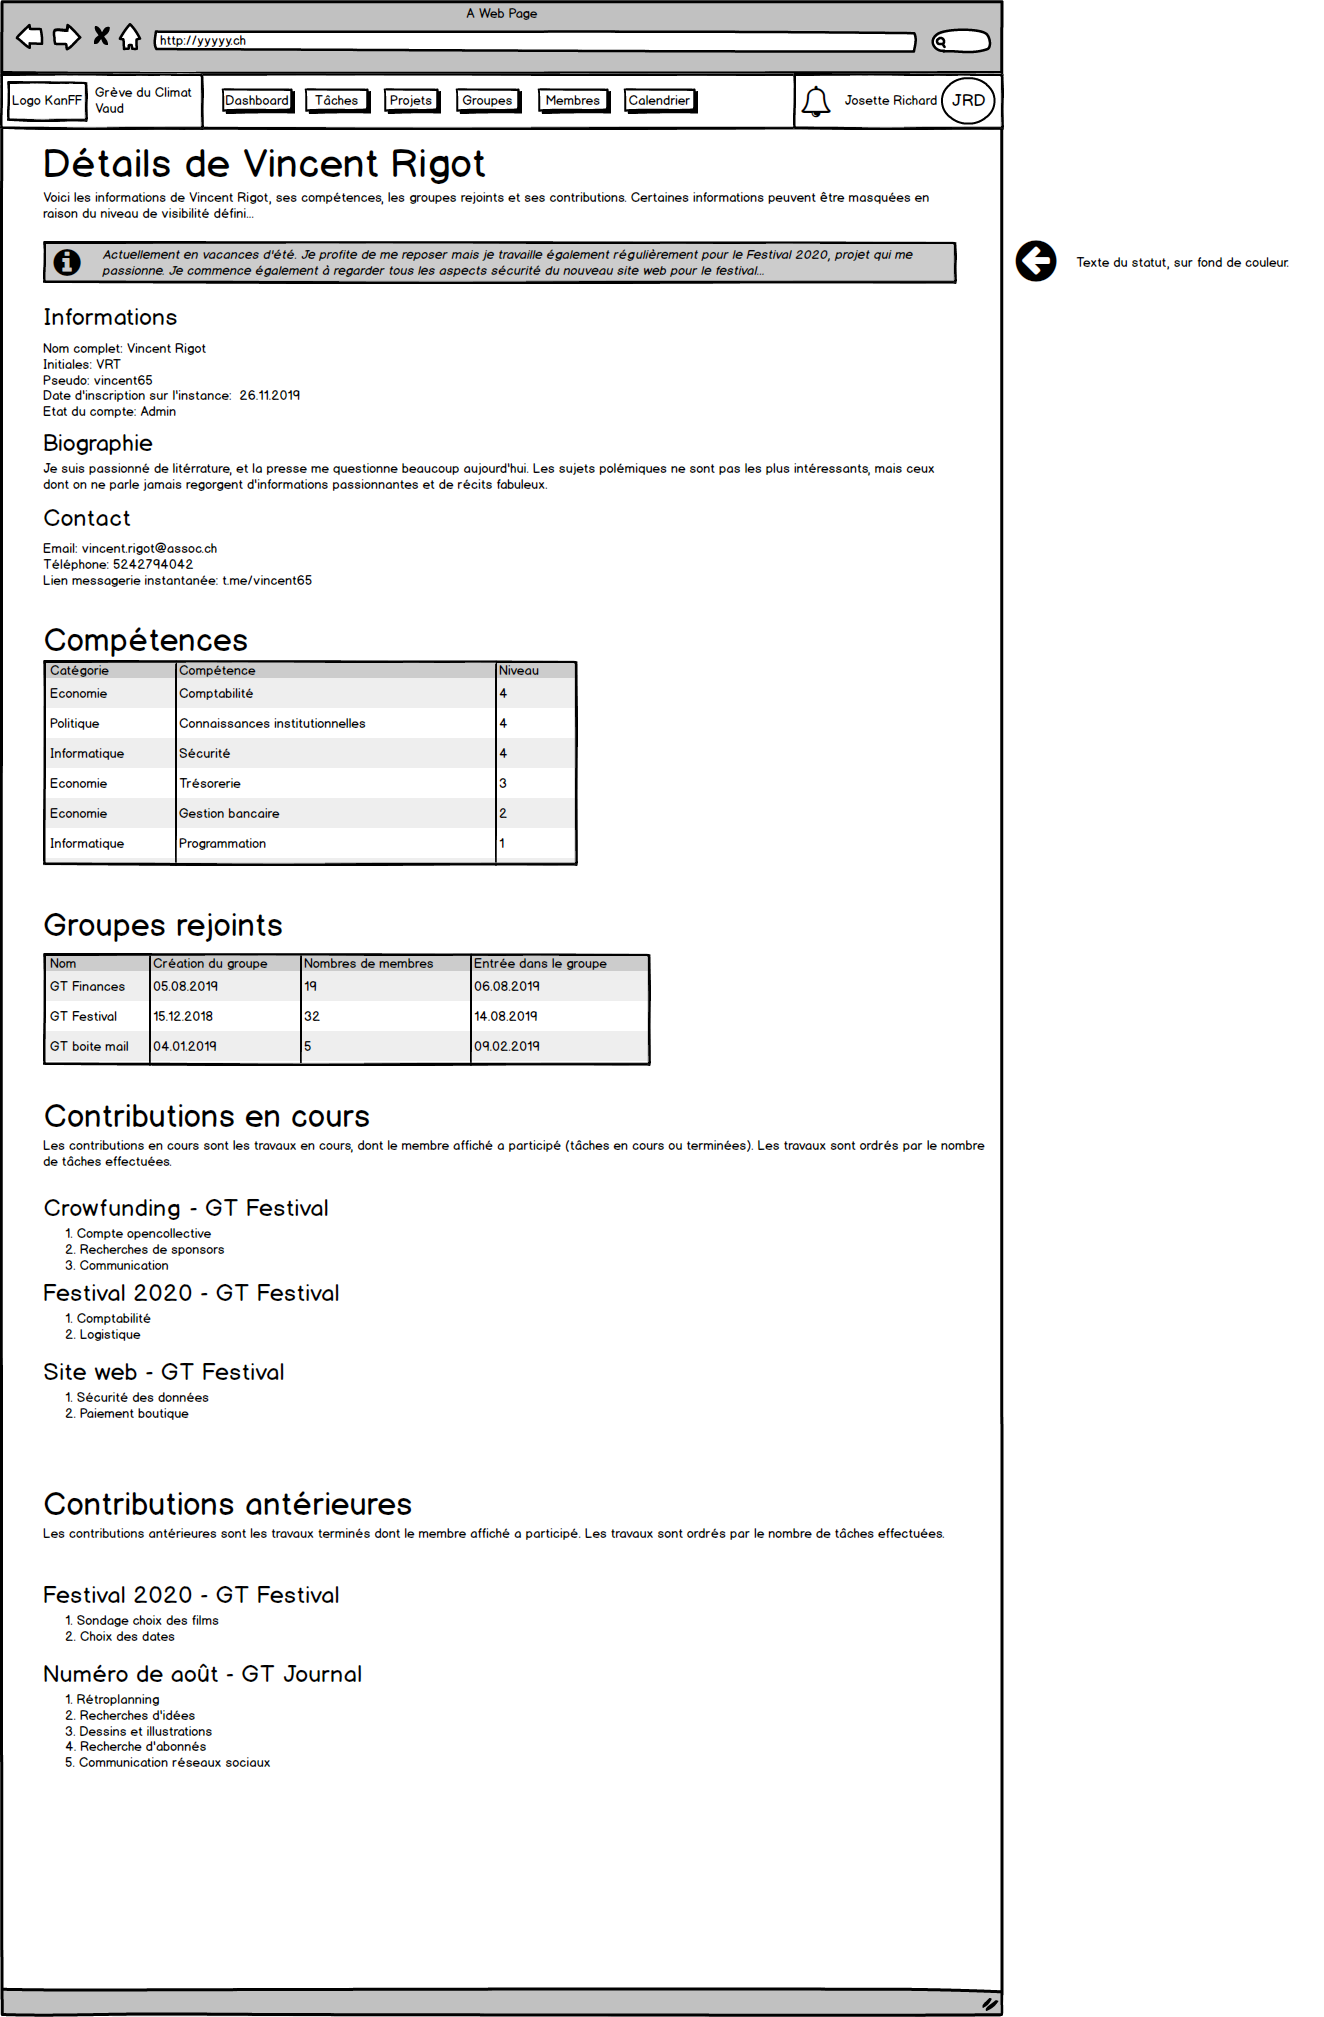 A Web Page
http://yyyyy.ch
Logo KanFF
Grève du Climat
Vaud
Dashboard
Tâches
Projets
Groupes
Membres
Calendrier
Josette Richard
JRD
Détails de Vincent Rigot
Voici les informations de Vincent Rigot, ses compétences, les groupes rejoints et ses contributions. Certaines informations peuvent être masquées en
raison du niveau de visibilité défini...
Actuellement en vacances d'été. Je profite de me reposer mais je travaille également régulièrement pour le Festival 2020, projet qui me
passionne. Je commence également à regarder tous les aspects sécurité du nouveau site web pour le festival...
Texte du statut, sur fond de couleur.
Informations
Nom complet: Vincent Rigot
Initiales: VRT
Pseudo: vincent65
Date d'inscription sur l'instance: 26.11.2019
Etat du compte: Admin
Biographie
Je suis passionné de litérrature, et la presse me questionne beaucoup aujourd'hui. Les sujets polémiques ne sont pas les plus intéressants, mais ceux
dont on ne parle jamais regorgent d'informations passionnantes et de récits fabuleux.
Contact
Email: vincent.rigot@assoc.ch
Téléphone: 5242794042
Lien messagerie instantanée: t.me/vincent65
Compétences
Catégorie Compétence Niveau
Economie Comptabilité 4
Politique Connaissances institutionnelles 4
Informatique Sécurité 4
Economie Trésorerie 3
Economie Gestion bancaire 2
Informatique Programmation 1
Groupes rejoints
Nom Création du groupe Nombres de membres Entrée dans le groupe
GT Finances 05.08.2019 19 06.08.2019
GT Festival 15.12.2018 32 14.08.2019
GT boite mail 04.01.2019 5 09.02.2019
Contributions en cours
Les contributions en cours sont les travaux en cours, dont le membre affiché a participé (tâches en cours ou terminées). Les travaux sont ordrés par le nombre
de tâches effectuées.
Crowfunding - GT Festival
1. Compte opencollective
2. Recherches de sponsors
3. Communication
Festival 2020 - GT Festival
1. Comptabilité
2. Logistique
Site web - GT Festival
1. Sécurité des données
2. Paiement boutique
Contributions antérieures
Les contributions antérieures sont les travaux terminés dont le membre affiché a participé. Les travaux sont ordrés par le nombre de tâches effectuées.
Festival 2020 - GT Festival
1. Sondage choix des films
2. Choix des dates
Numéro de août - GT Journal
1. Rétroplanning
2. Recherches d'idées
3. Dessins et illustrations
4. Recherche d'abonnés
5. Communication réseaux sociaux